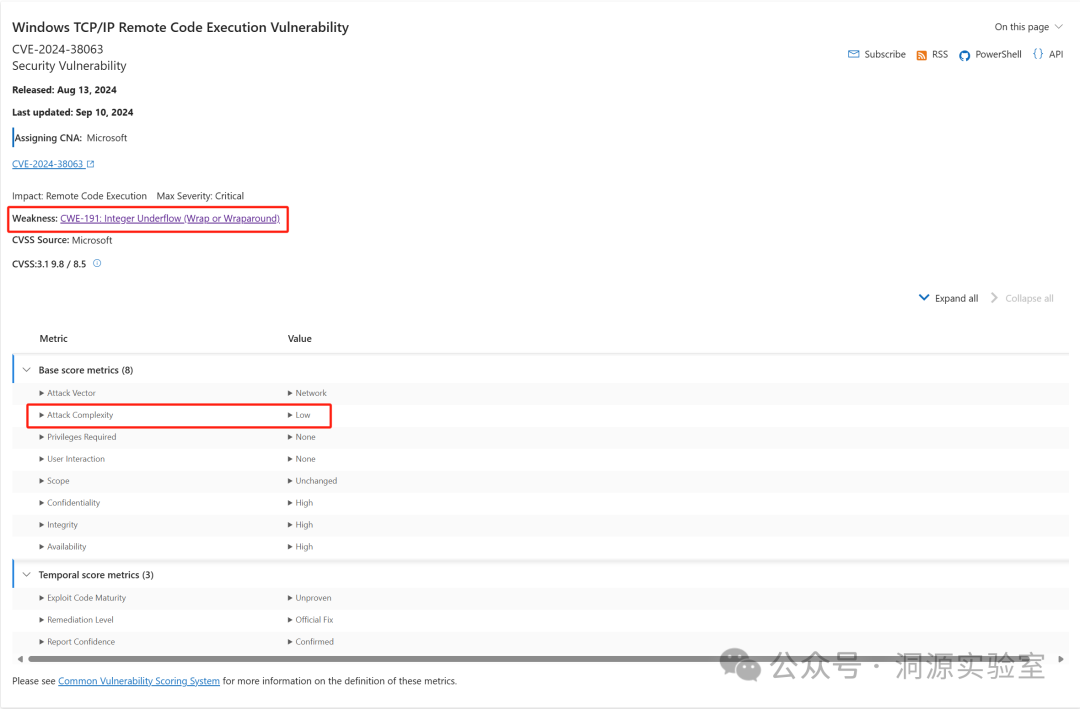 Windows TCP/IP Remote Code Execution Vulnerability
On this page
CVE-2024-38063
Security Vulnerability
Subscribe RSS PowerShell API
Released: Aug 13, 2024
Last updated: Sep 10, 2024
Assigning CNA: Microsoft
CVE-2024-38063
Impact: Remote Code Execution Max Severity: Critical
Weakness: CWE-191: Integer Underflow (Wrap or Wraparound)
CVSS Source: Microsoft
CVSS:3.1 9.8 / 8.5
Expand all Collapse all
Metric Value
Base score metrics (8)
Attack Vector Network
Attack Complexity Low
Privileges Required None
User Interaction None
Scope Unchanged
Confidentiality High
Integrity High
Availability High
Temporal score metrics (3)
Exploit Code Maturity Unproven
Remediation Level Official Fix
Report Confidence Confirmed
公众号 · 洞源实验室
Please see Common Vulnerability Scoring System for more information on the definition of these metrics.